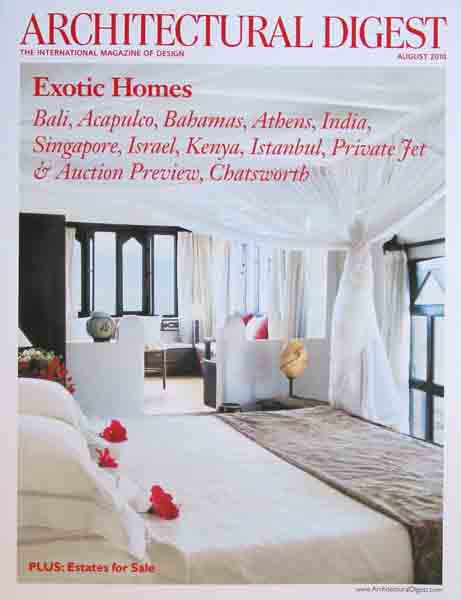 ARCHITECTURAL DIGEST
THE INTERNATIONAL MAGAZINE OF DESIGN
AUGUST 2010
Exotic Homes
Bali, Acapulco, Bahamas, Athens, India,
Singapore, Israel, Kenya, Istanbul, Private Jet
& Auction Preview, Chatsworth
PLUS: Estates for Sale
www.ArchitecturalDigest.com